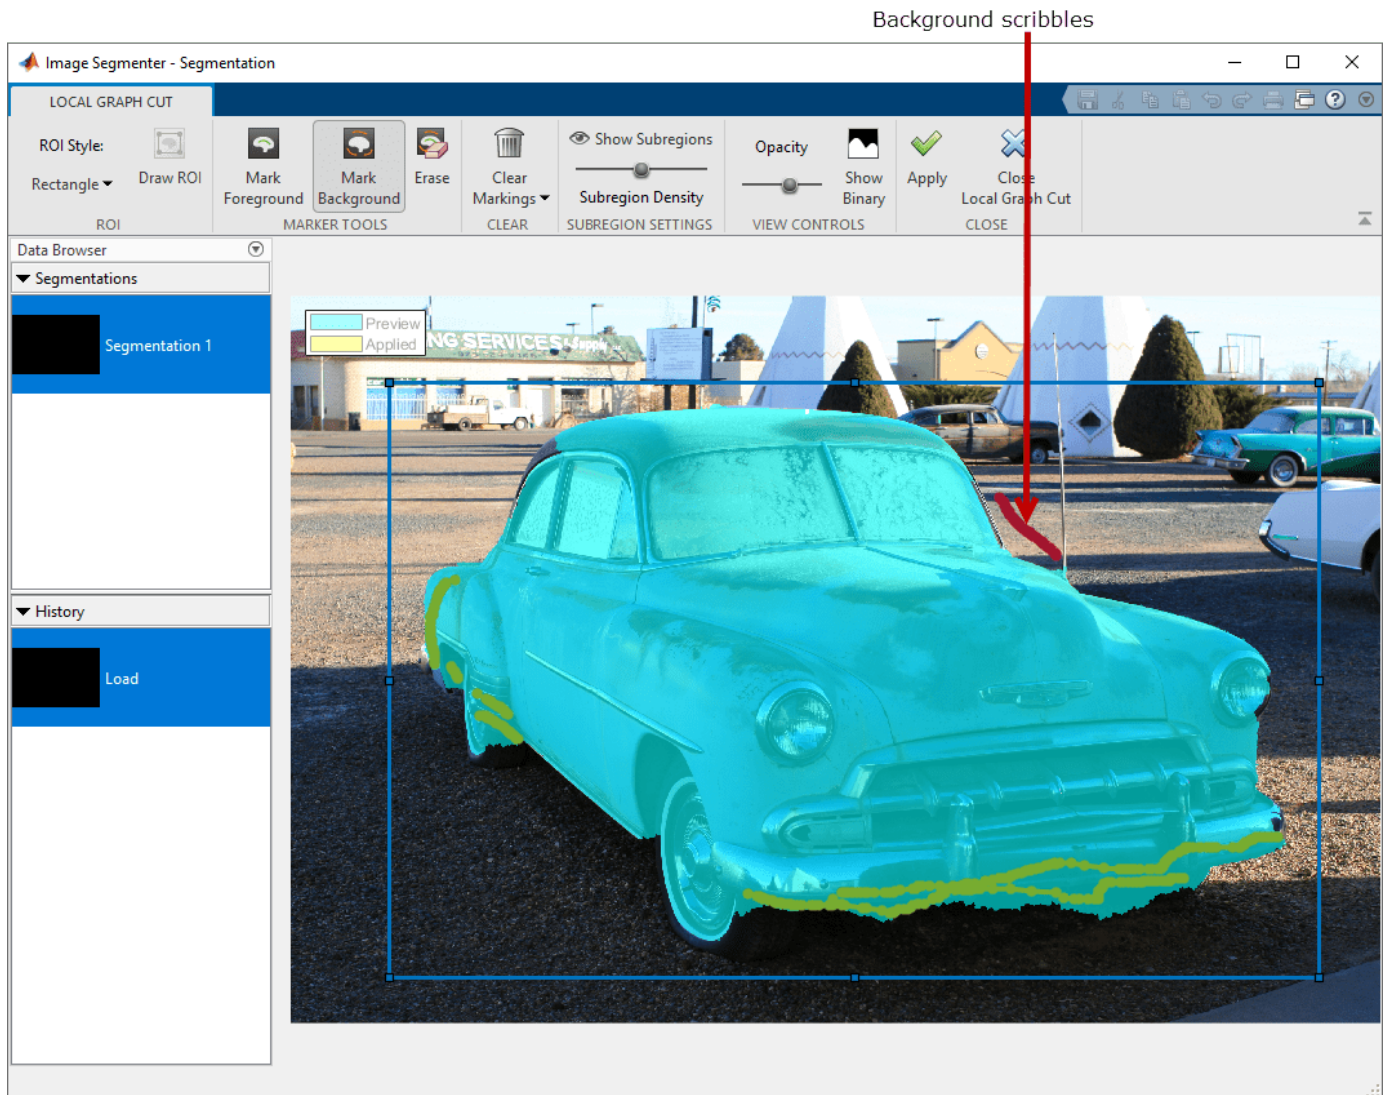 Background scribbles
Image Segmenter - Segmentation
LOCAL GRAPH CUT
ROI Style:
Rectangle
Draw ROI
ROI
Mark
Foreground
Mark
Background
Erase
MARKER TOOLS
Clear
Markings
CLEAR
Show Subregions
Subregion Density
SUBREGION SETTINGS
Opacity
Show
Binary
VIEW CONTROLS
Apply
Close
Local Graph Cut
CLOSE
Data Browser
Segmentations
Segmentation 1
History
Load
Preview
Applied
NG SERVICES & Supply